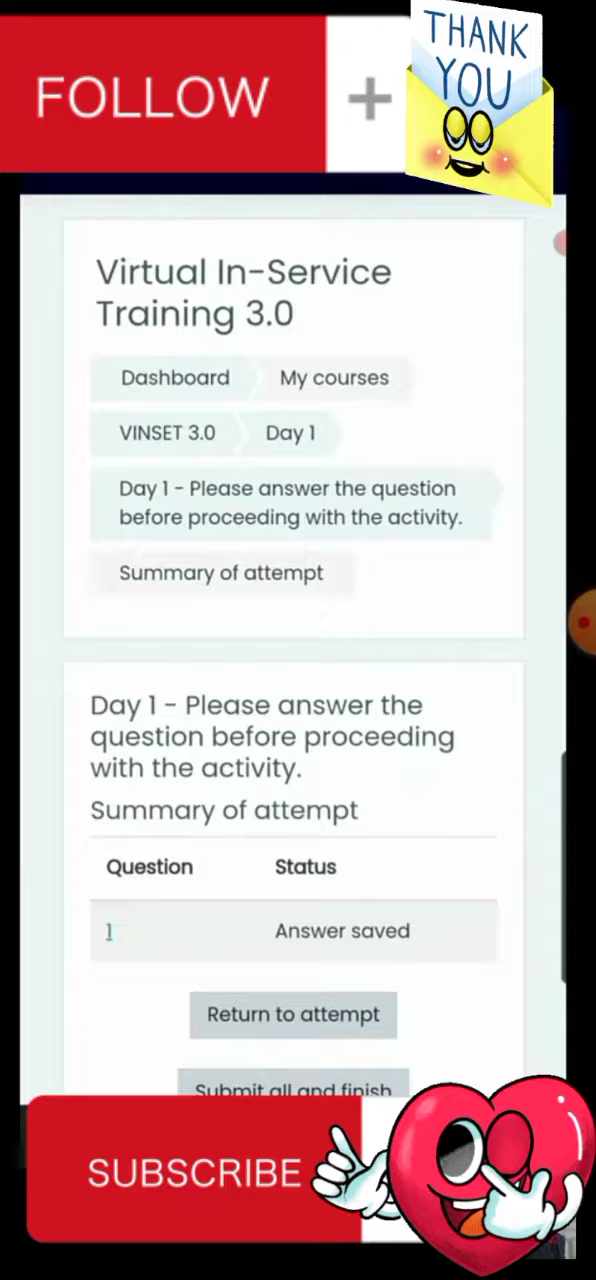 FOLLOW +
THANK
YOU
Virtual In-Service
Training 3.0
Dashboard My courses
VINSET 3.0 Day 1
Day 1 - Please answer the question
before proceeding with the activity.
Summary of attempt
Day 1 - Please answer the
question before proceeding
with the activity.
Summary of attempt
Question Status
1 Answer saved
Return to attempt
Submit all and finish
SUBSCRIBE